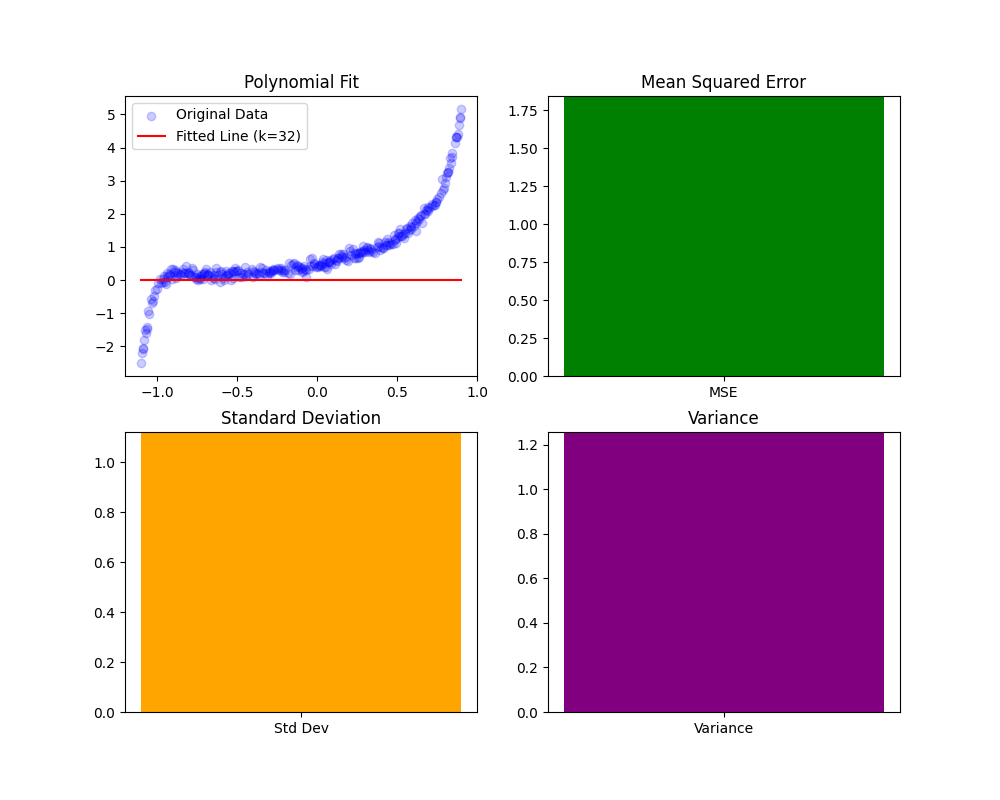 Polynomial Fit
Original Data
Fitted Line (k=32)
5
4
3
2
1
0
−1
−2
−1.0 −0.5 0.0 0.5 1.0
Mean Squared Error
1.75
1.50
1.25
1.00
0.75
0.50
0.25
0.00
MSE
Standard Deviation
1.0
0.8
0.6
0.4
0.2
0.0
Std Dev
Variance
1.2
1.0
0.8
0.6
0.4
0.2
0.0
Variance